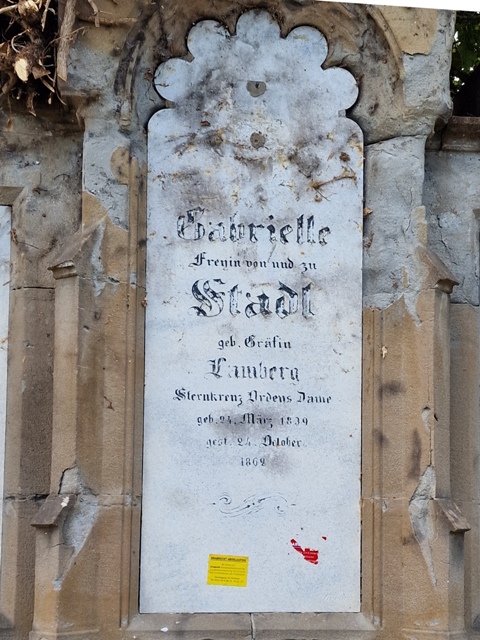 Gabrielle
Freyin von und zu
Stadl
geb. Gräfin
Lamberg
Sternkreuz Ordens Dame
geb. 24. März 1839
gest. 24. October
1862